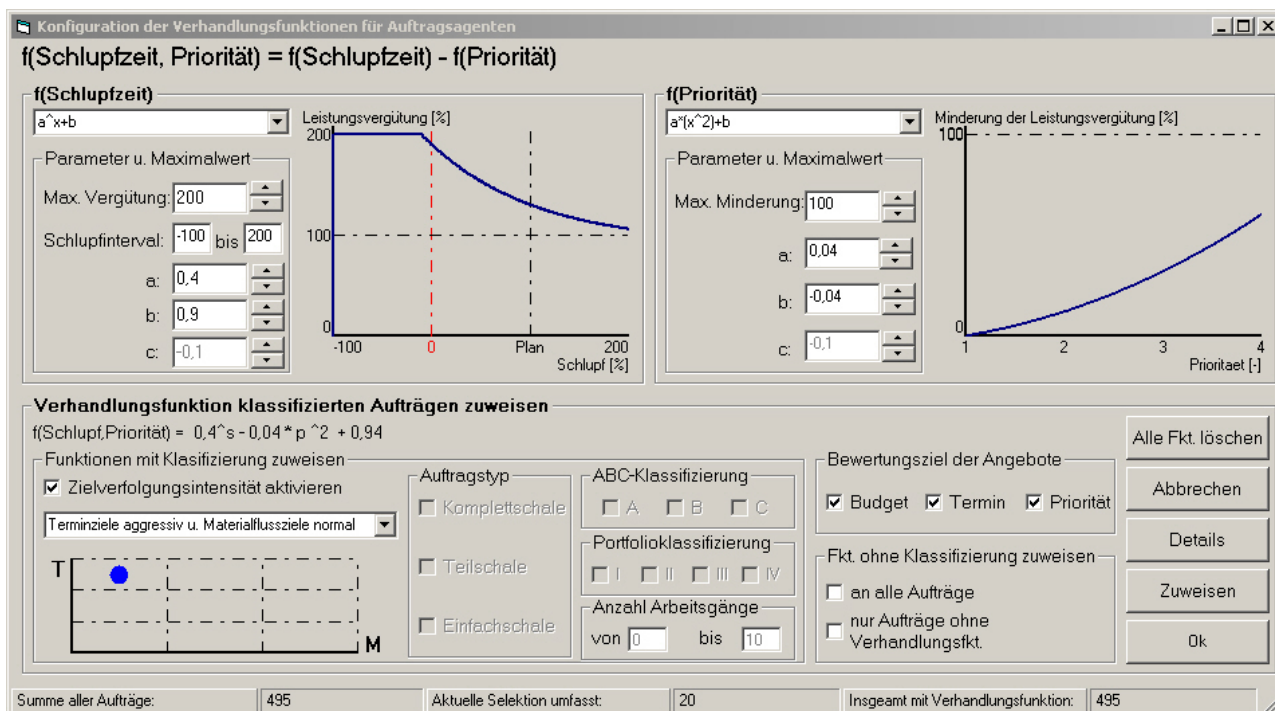 Konfiguration der Verhandlungsfunktionen für Auftragsagenten
f(Schlupfzeit, Priorität) = f(Schlupfzeit) - f(Priorität)
f(Schlupfzeit)
a^x+b
Parameter u. Maximalwert
Max. Vergütung: 200
Schlupfinterval: -100 bis 200
a: 0,4
b: 0,9
c: -0,1
Leistungsvergütung [%]
200
100
0
-100 0 Plan 200
Schlupf [%]
f(Priorität)
a*(x^2)+b
Parameter u. Maximalwert
Max. Minderung: 100
a: 0,04
b: -0,04
c: -0,1
Minderung der Leistungsvergütung [%]
100
0
1 2 3 4
Prioritaet [-]
Verhandlungsfunktion klassifizierten Aufträgen zuweisen
f(Schlupf,Priorität) = 0,4^s - 0,04 * p ^2 + 0,94
Funktionen mit Klasifizierung zuweisen
Zielverfolgungsintensität aktivieren
Terminziele aggressiv u. Materialflussziele normal
T
M
Auftragstyp
Komplettschale
Teilschale
Einfachschale
ABC-Klassifizierung
A B C
Portfolioklassifizierung
I II III IV
Anzahl Arbeitsgänge
von 0 bis 10
Bewertungsziel der Angebote
Budget Termin Priorität
Fkt. ohne Klassifizierung zuweisen
an alle Aufträge
nur Aufträge ohne
Verhandlungsfkt.
Alle Fkt. löschen
Abbrechen
Details
Zuweisen
Ok
Summe aller Aufträge: 495 Aktuelle Selektion umfasst: 20 Insgesamt mit Verhandlungsfunktion: 495